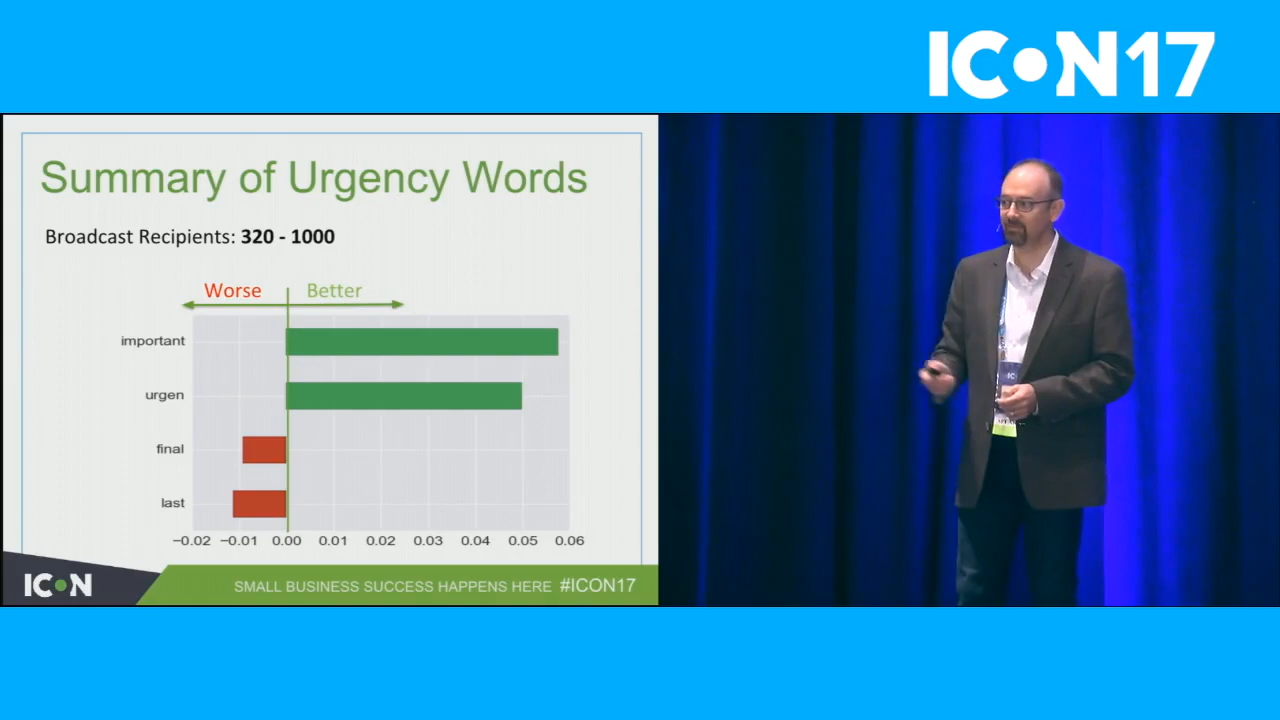 ICON17
Summary of Urgency Words
Broadcast Recipients: 320 - 1000
Worse Better
important
urgen
final
last
−0.02 −0.01 0.00 0.01 0.02 0.03 0.04 0.05 0.06
ICON SMALL BUSINESS SUCCESS HAPPENS HERE #ICON17
IC